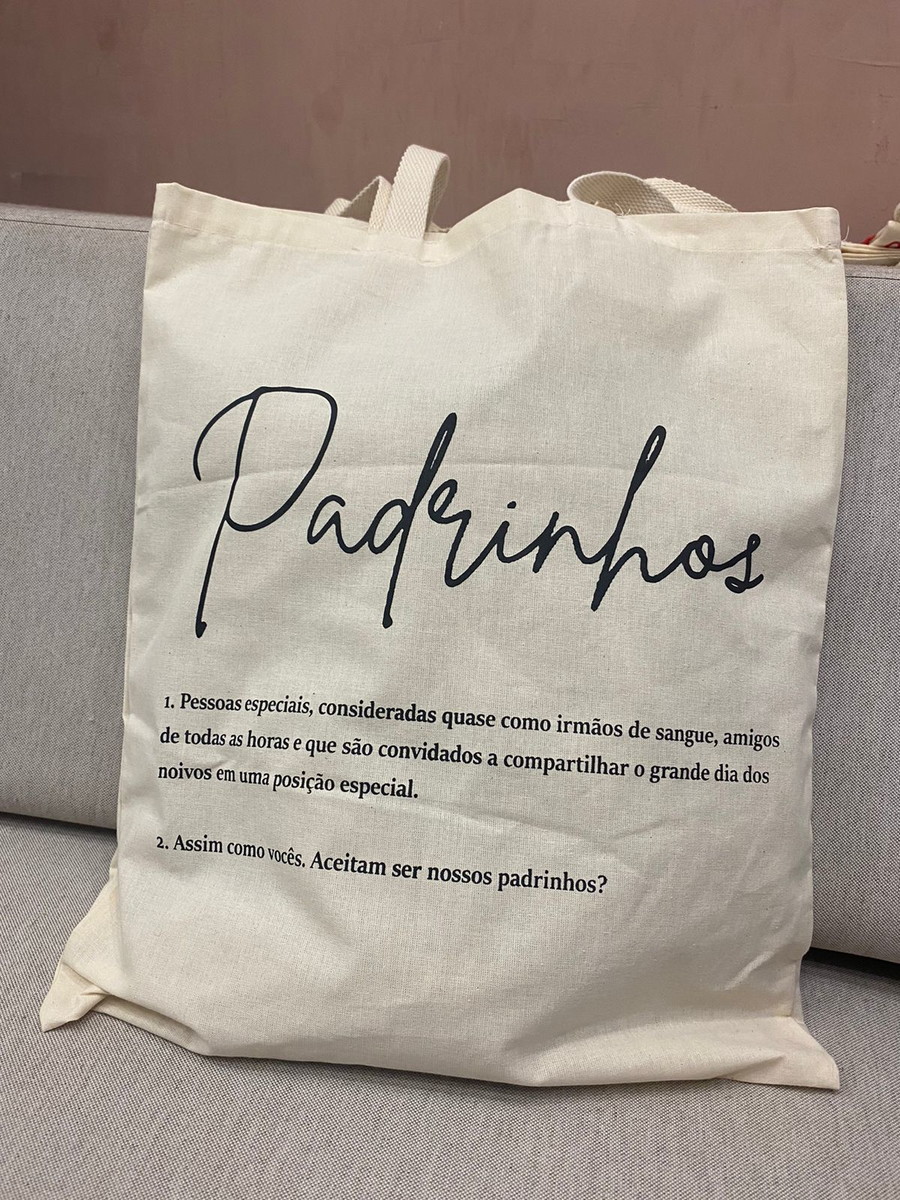 Padrinhos
1. Pessoas especiais, consideradas quase como irmãos de sangue, amigos
de todas as horas e que são convidados a compartilhar o grande dia dos
noivos em uma posição especial.
2. Assim como vocês. Aceitam ser nossos padrinhos?